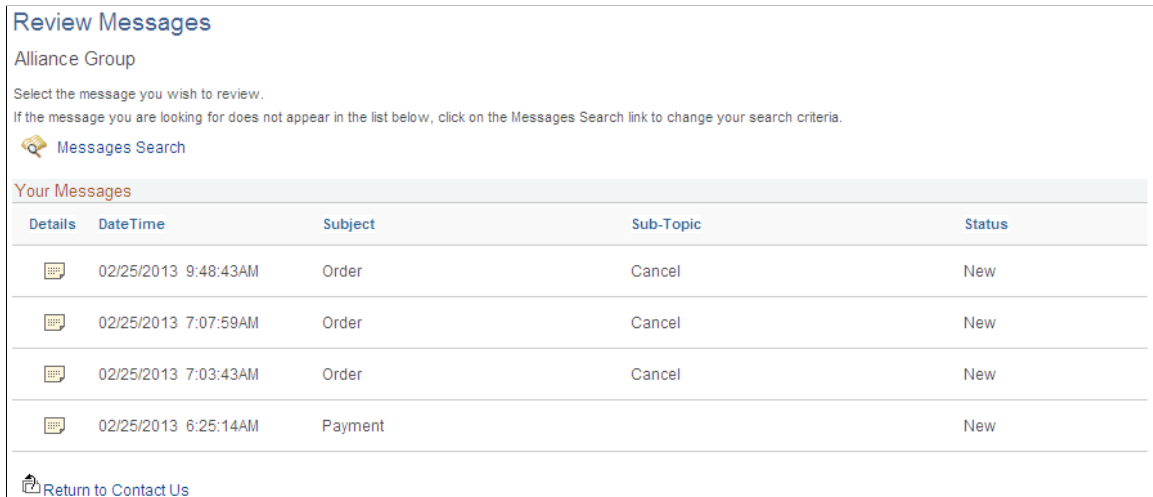 Review Messages
Alliance Group
Select the message you wish to review.
If the message you are looking for does not appear in the list below, click on the Messages Search link to change your search criteria.
Messages Search
Your Messages
Details DateTime Subject Sub-Topic Status
02/25/2013 9:48:43AM Order Cancel New
02/25/2013 7:07:59AM Order Cancel New
02/25/2013 7:03:43AM Order Cancel New
02/25/2013 6:25:14AM Payment New
Return to Contact Us